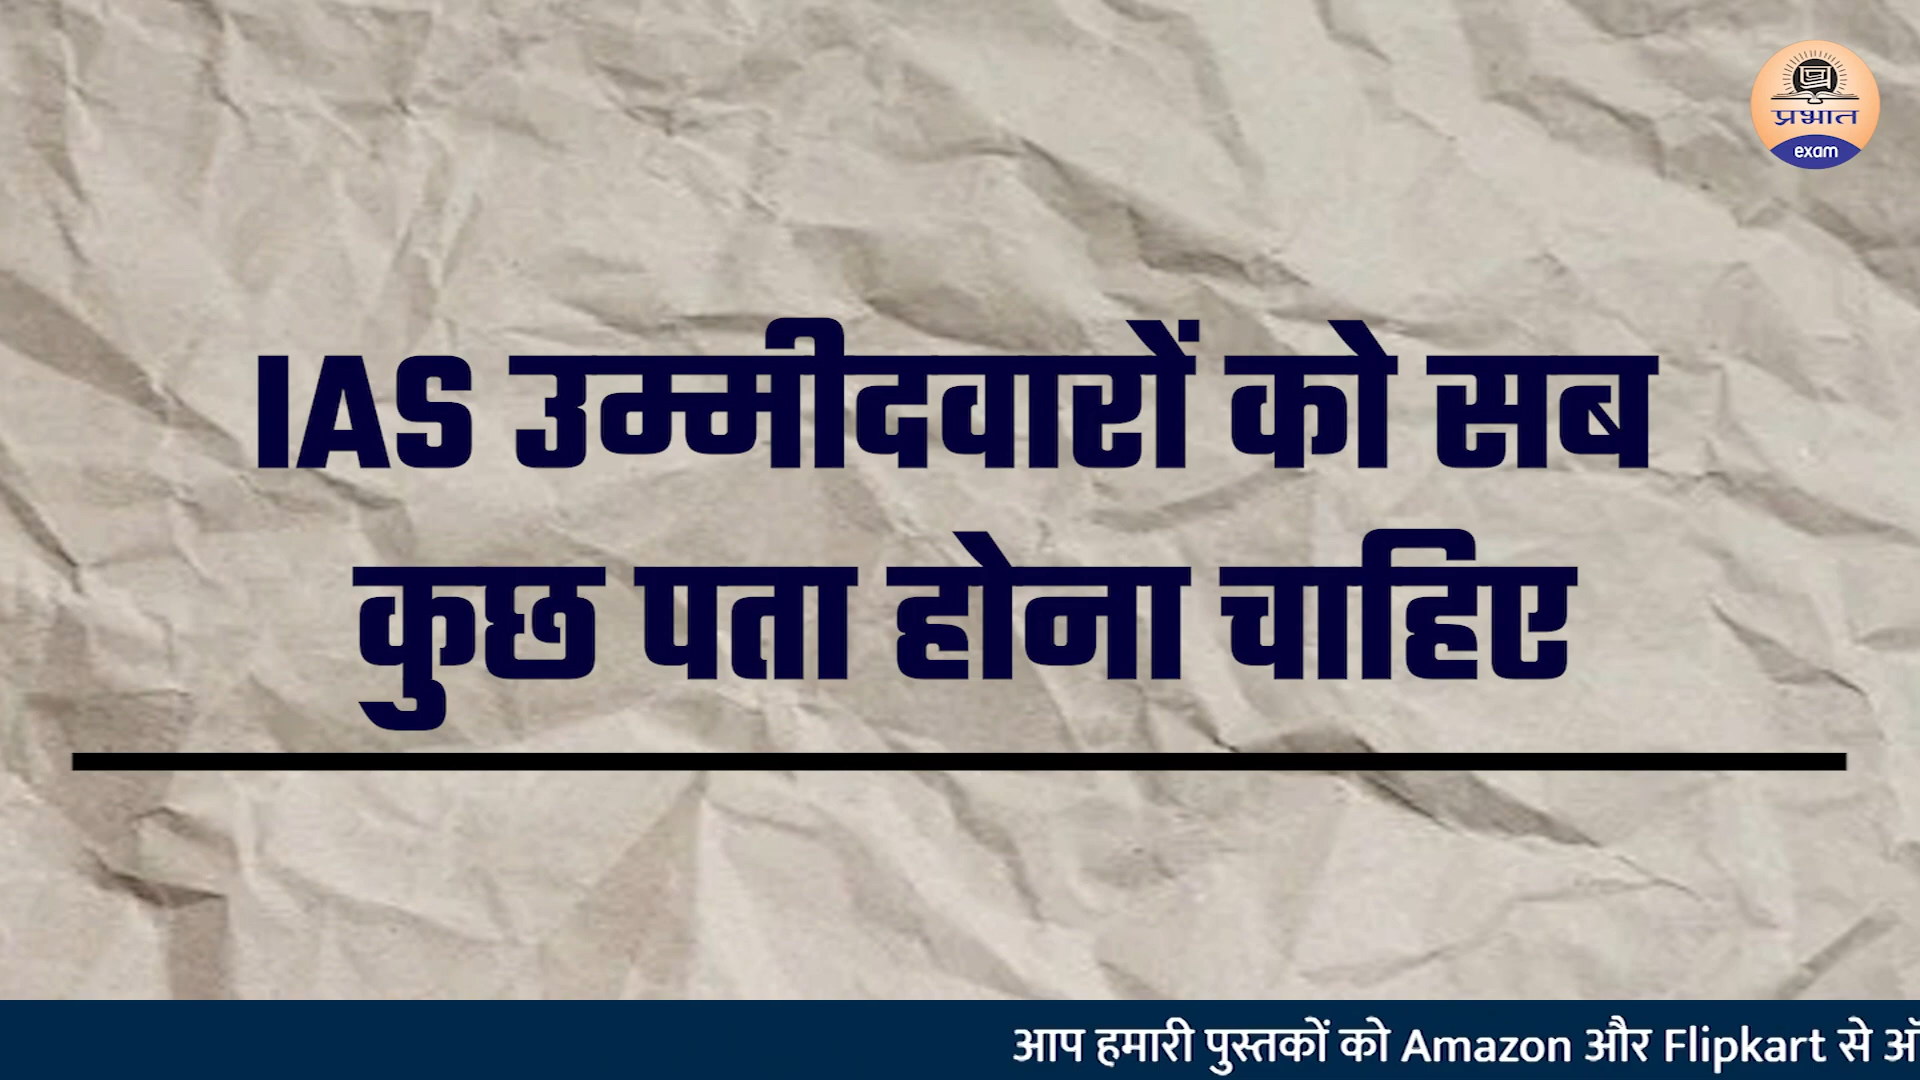 प्रभात
exam
IAS उम्मीदवारों को सब
कुछ पता होना चाहिए
आप हमारी पुस्तकों को Amazon और Flipkart से